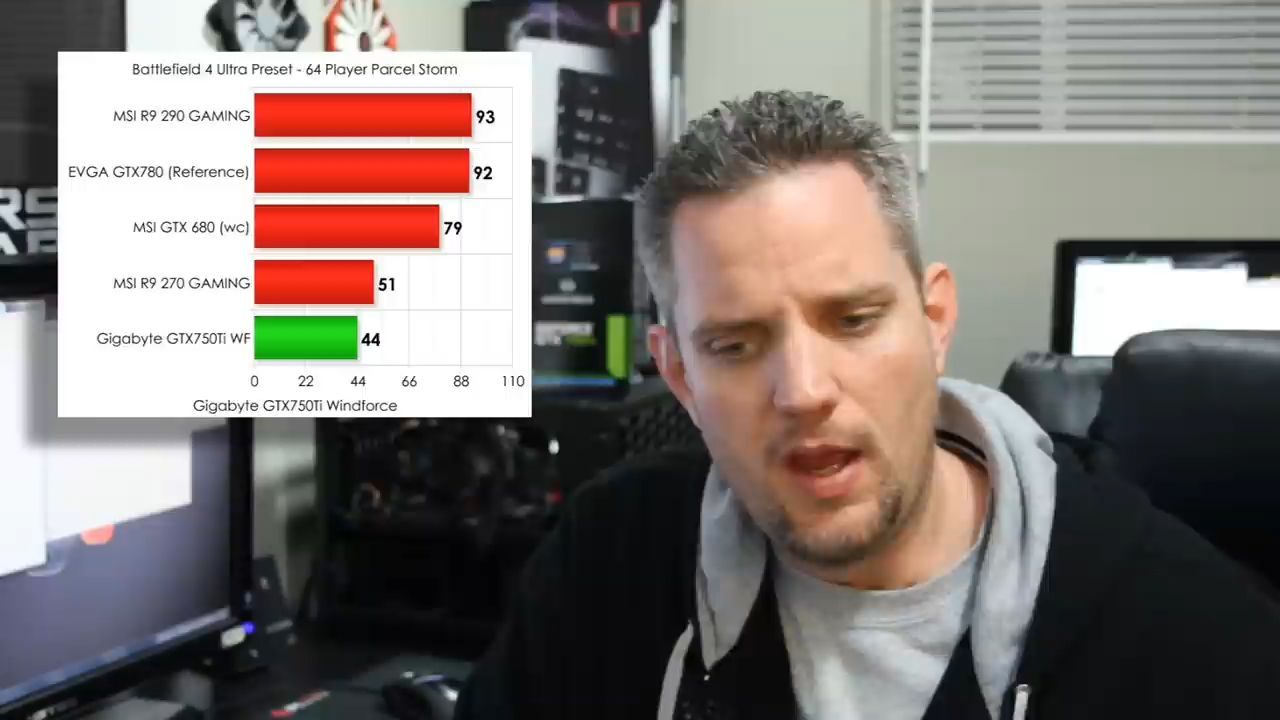 Battlefield 4 Ultra Preset - 64 Player Parcel Storm
MSI R9 290 GAMING 93
EVGA GTX780 (Reference) 92
MSI GTX 680 (wc) 79
MSI R9 270 GAMING 51
Gigabyte GTX750Ti WF 44
0 22 44 66 88 110
Gigabyte GTX750Ti Windforce